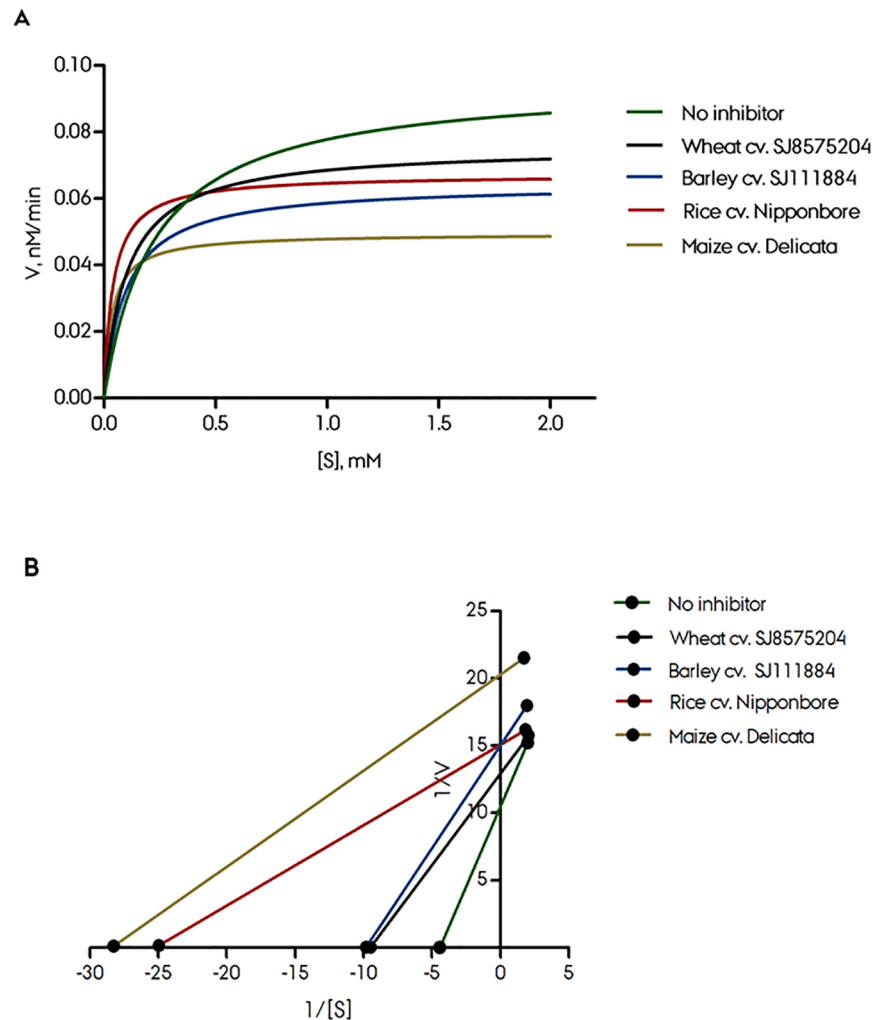 A
0.10
0.08
0.06
0.04
0.02
0.00
V, nM/min
0.0 0.5 1.0 1.5 2.0
[S], mM
No inhibitor
Wheat cv. SJ8575204
Barley cv. SJ111884
Rice cv. Nipponbore
Maize cv. Delicata
B
25
20
15
10
5
1/V
-30 -25 -20 -15 -10 -5 0 5
1/[S]
No inhibitor
Wheat cv. SJ8575204
Barley cv. SJ111884
Rice cv. Nipponbore
Maize cv. Delicata